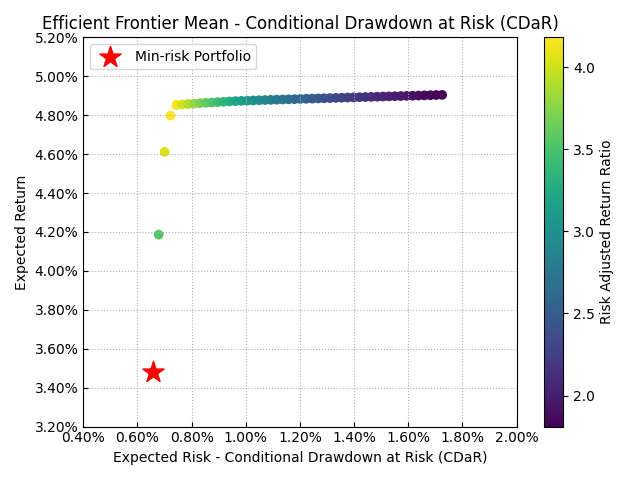 Efficient Frontier Mean - Conditional Drawdown at Risk (CDaR)
Min-risk Portfolio
5.20%
5.00%
4.80%
4.60%
4.40%
4.20%
4.00%
3.80%
3.60%
3.40%
3.20%
Expected Return
0.40% 0.60% 0.80% 1.00% 1.20% 1.40% 1.60% 1.80% 2.00%
Expected Risk - Conditional Drawdown at Risk (CDaR)
4.0
3.5
3.0
2.5
2.0
Risk Adjusted Return Ratio